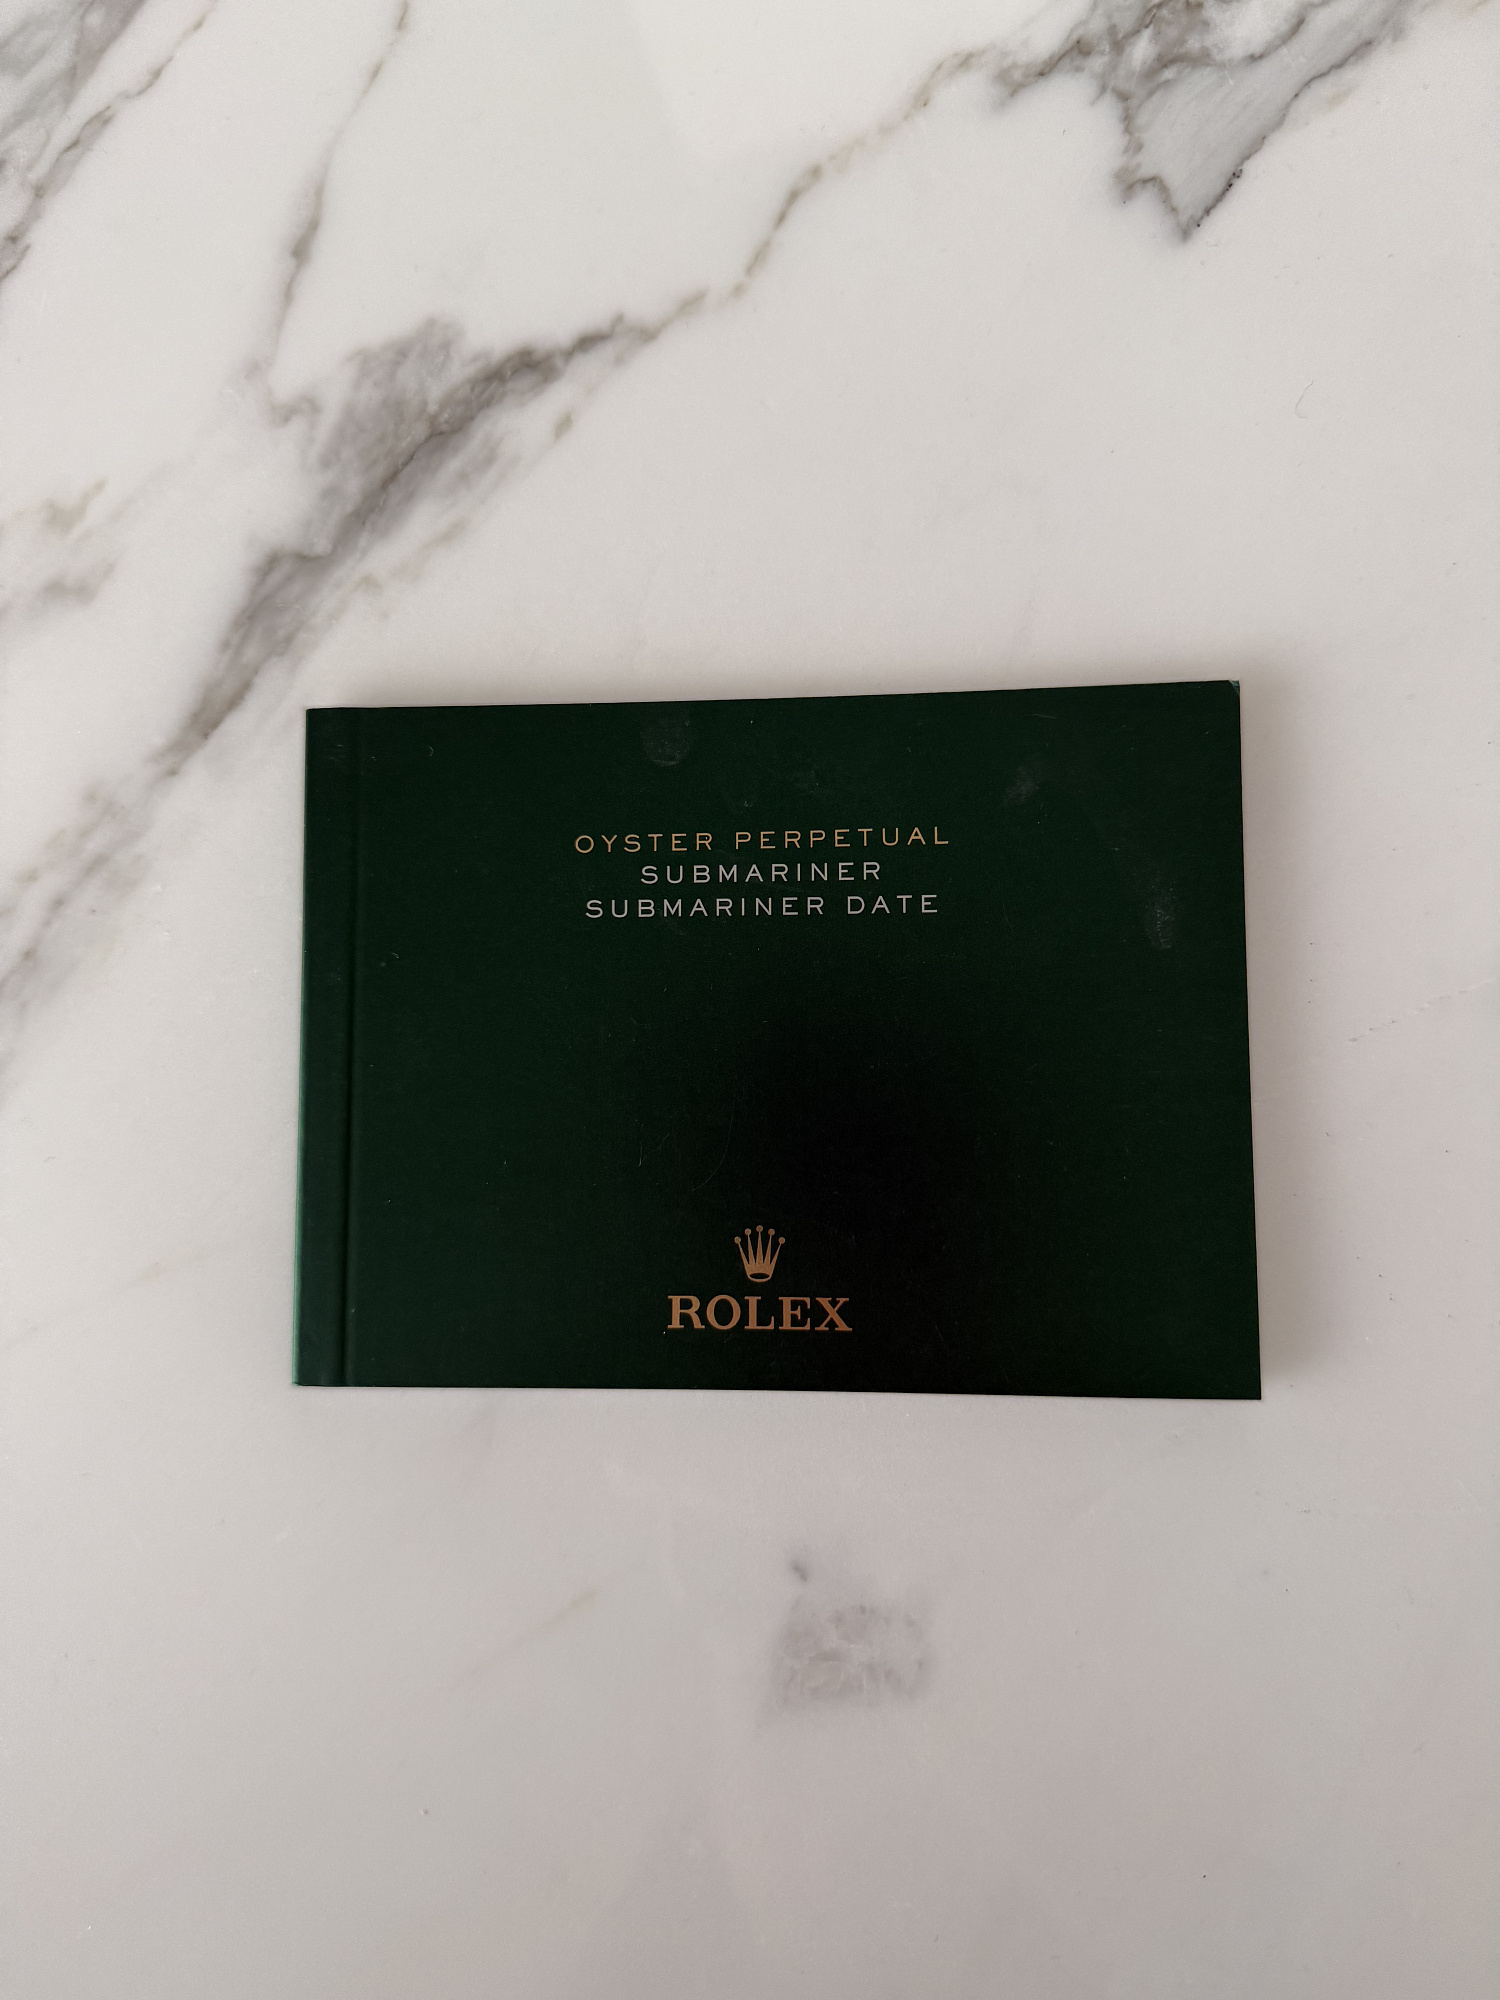 OYSTER PERPETUAL
SUBMARINER
SUBMARINER DATE
ROLEX